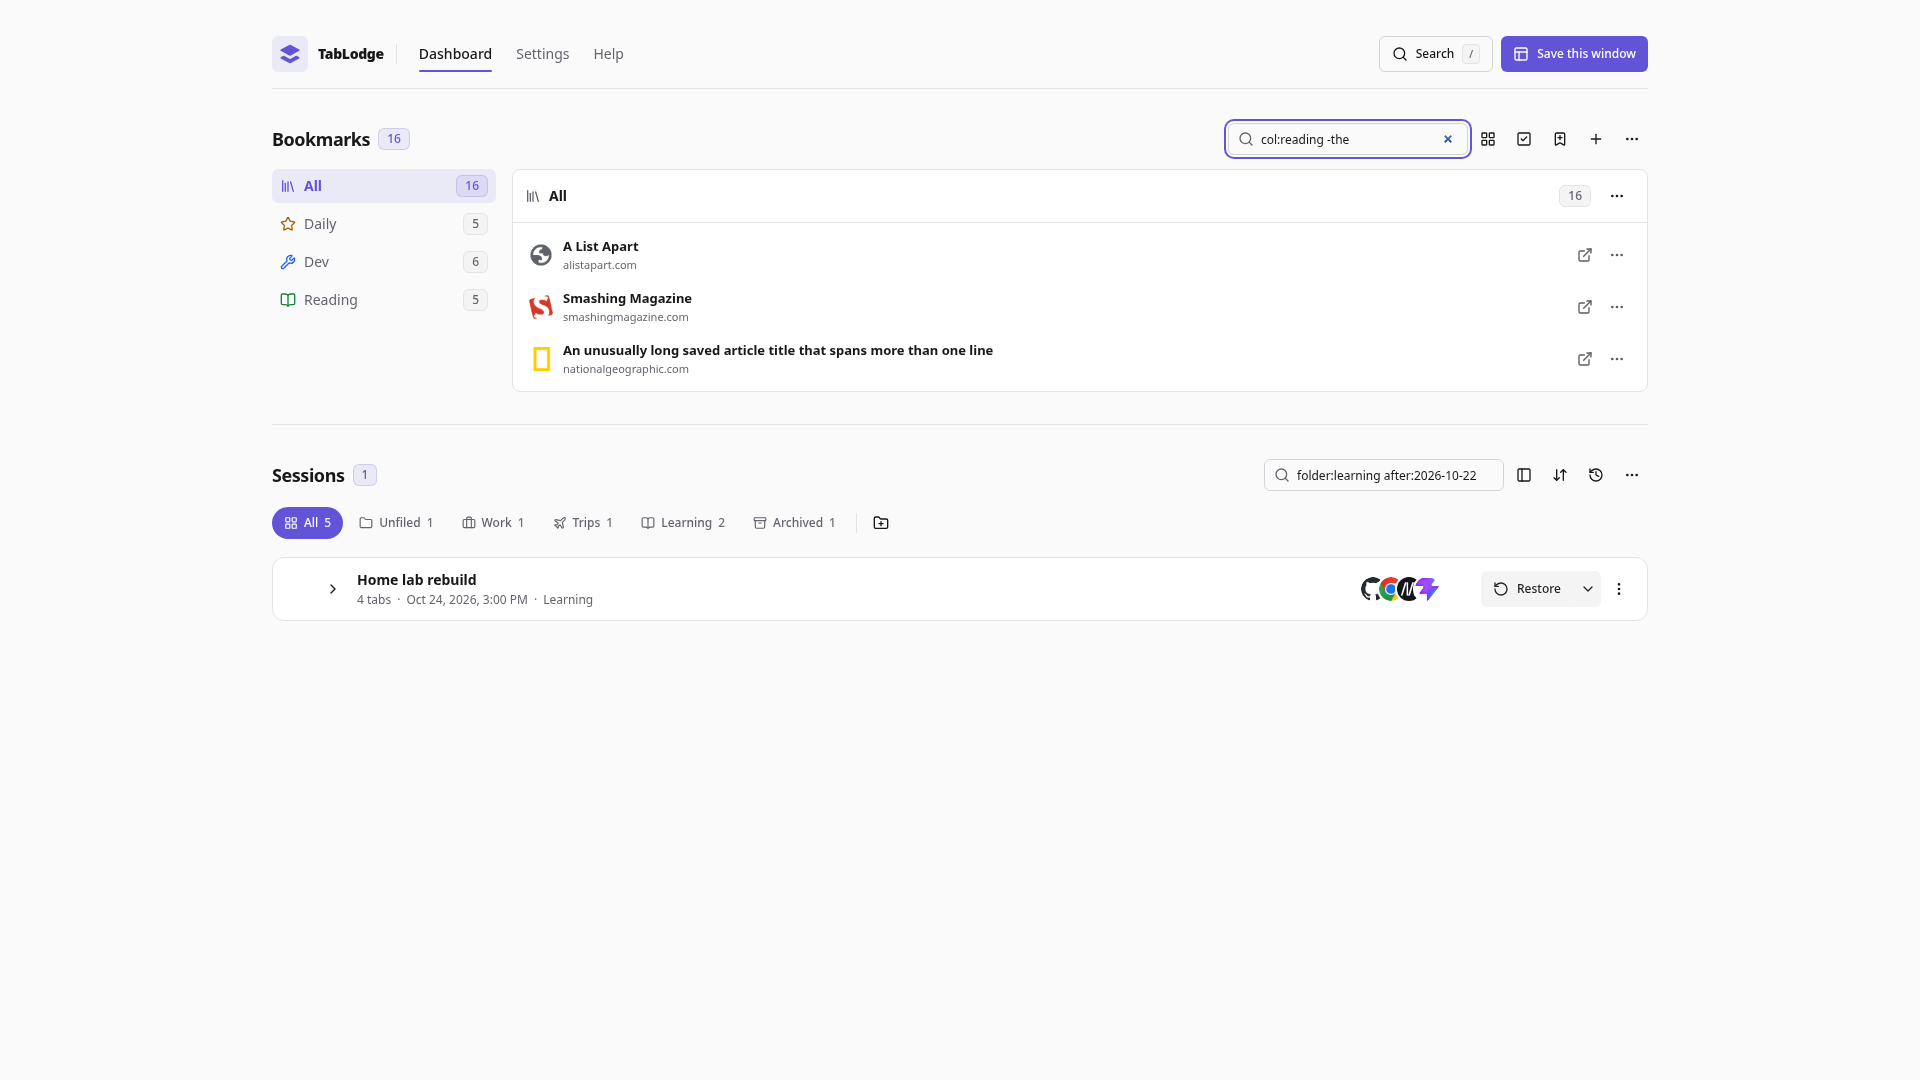 TabLodge
Dashboard
Settings
Help
Search /
Save this window
Bookmarks 16
col:reading -the
All 16
Daily 5
Dev 6
Reading 5
All 16
A List Apart
alistapart.com
Smashing Magazine
smashingmagazine.com
An unusually long saved article title that spans more than one line
nationalgeographic.com
Sessions 1
folder:learning after:2026-10-22
All 5
Unfiled 1
Work 1
Trips 1
Learning 2
Archived 1
Home lab rebuild
4 tabs · Oct 24, 2026, 3:00 PM · Learning
Restore